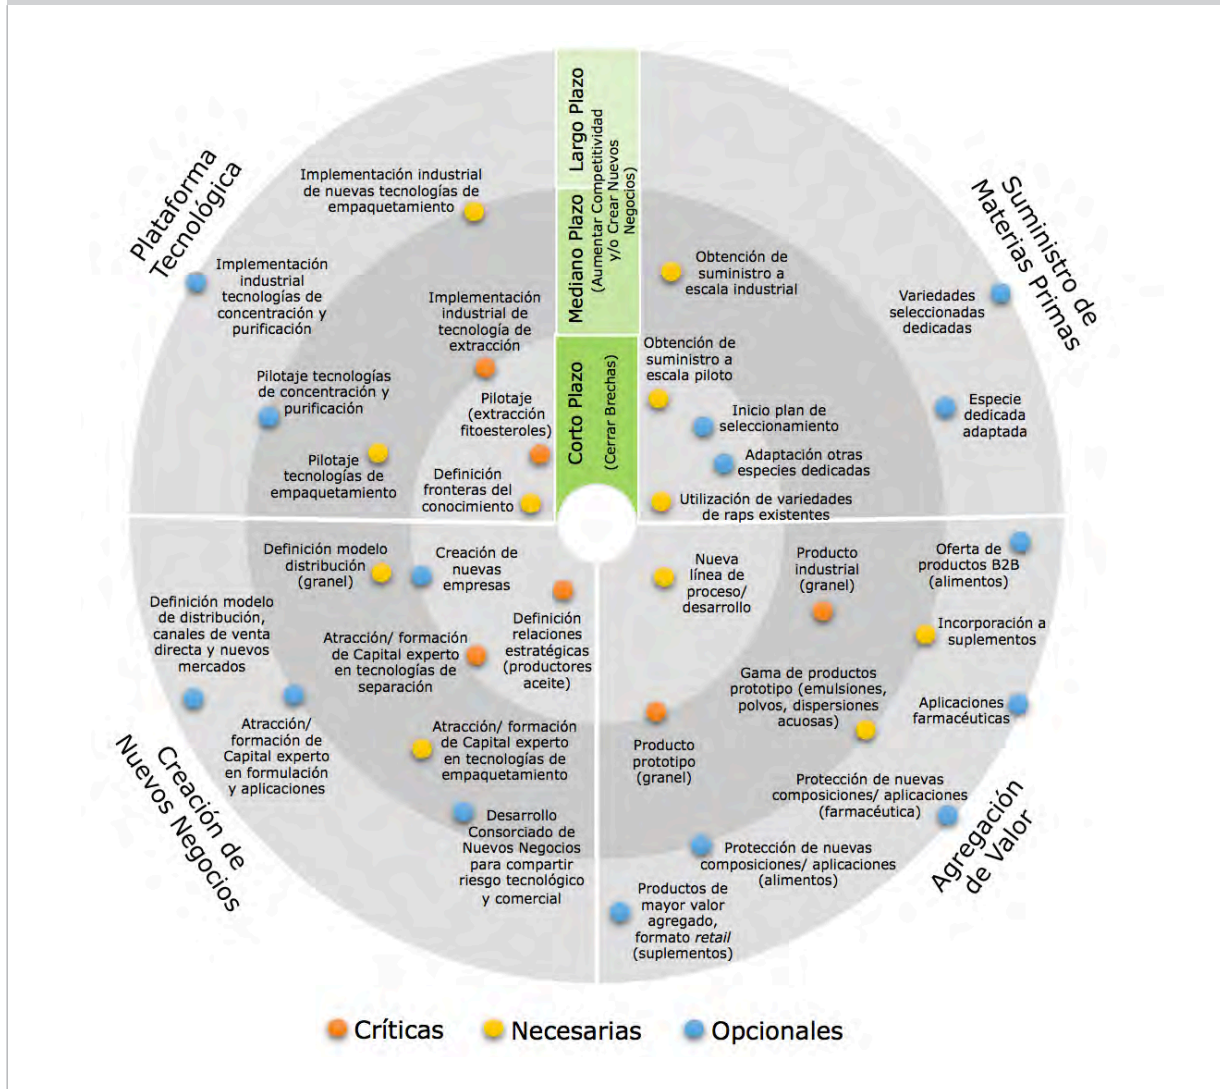 Plataforma
Tecnológica
Implementación industrial
de nuevas tecnologías de
empaquetamiento
Implementación
industrial
tecnologías de
concentración y
purificación
Implementación
industrial de
tecnología de
extracción
Pilotaje tecnologías
de concentración y
purificación
Pilotaje
(extracción
fitoesteroles)
Pilotaje
tecnologías de
empaquetamiento
Definición
fronteras del
conocimiento
Largo Plazo
Mediano Plazo
(Aumentar Competitividad
y/o Crear Nuevos
Negocios)
Corto Plazo
(Cerrar Brechas)
Suministro de
Materias Primas
Obtención de
suministro a
escala industrial
Variedades
seleccionadas
dedicadas
Obtención de
suministro a
escala piloto
Inicio plan de
seleccionamiento
Especie
dedicada
adaptada
Adaptación otras
especies dedicadas
Utilización de variedades
de raps existentes
Definición modelo
distribución
(granel)
Creación de
nuevas
empresas
Definición modelo
de distribución,
canales de venta
directa y nuevos
mercados
Atracción/ formación
de Capital experto
en tecnologías de
separación
Definición
relaciones
estratégicas
(productores
aceite)
Atracción/
formación de
Capital experto
en formulación
y aplicaciones
Atracción/ formación
de Capital experto
en tecnologías de
empaquetamiento
Desarrollo
Consorciado de
Nuevos Negocios
para compartir
riesgo tecnológico
y comercial
Creación de
Nuevos Negocios
Nueva
línea de
proceso/
desarrollo
Producto
industrial
(granel)
Oferta de
productos B2B
(alimentos)
Incorporación a
suplementos
Gama de productos
prototipo (emulsiones,
polvos, dispersiones
acuosas)
Aplicaciones
farmacéuticas
Producto
prototipo
(granel)
Protección de nuevas
composiciones/ aplicaciones
(farmacéutica)
Protección de nuevas
composiciones/ aplicaciones
(alimentos)
Productos de
mayor valor
agregado,
formato retail
(suplementos)
Agregación
de Valor
Críticas
Necesarias
Opcionales